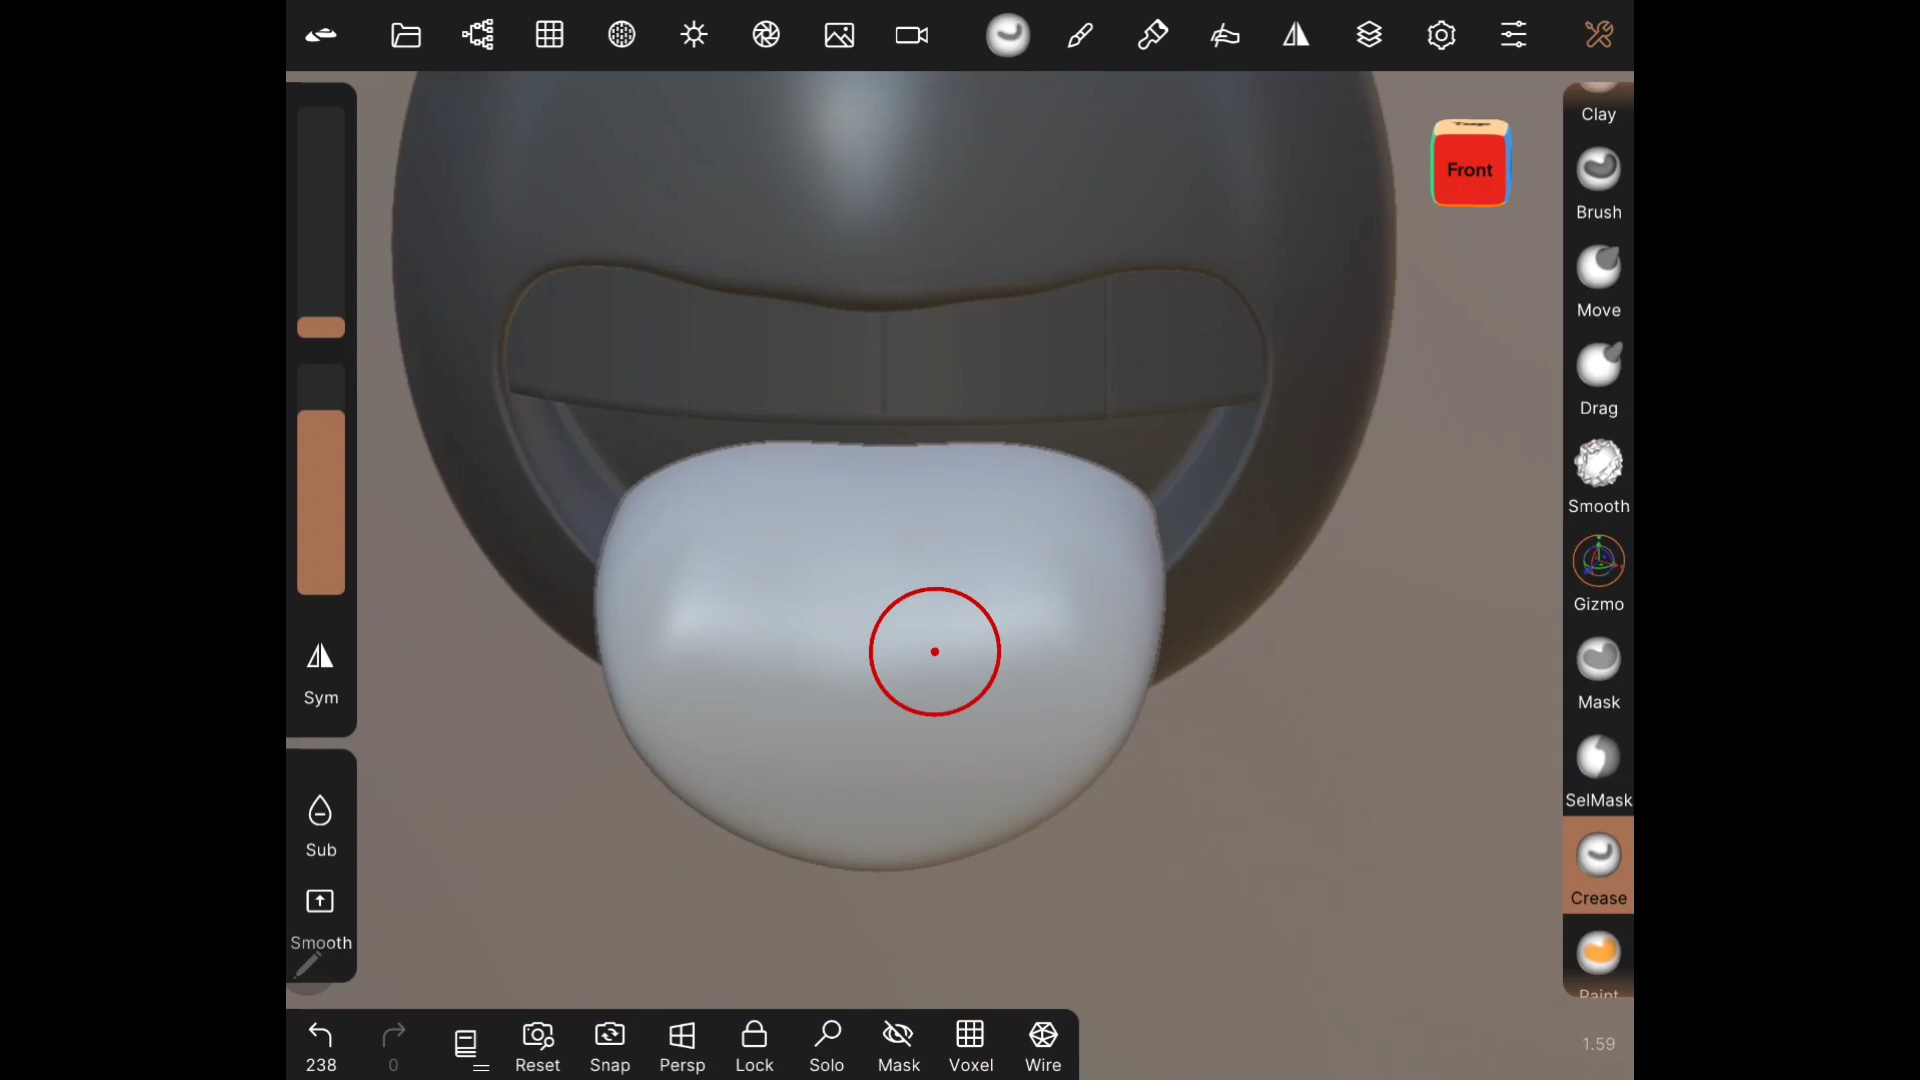 Front
Clay
Brush
Move
Drag
Smooth
Gizmo
Mask
SelMask
Crease
Paint
Sym
Sub
Smooth
238
0
Reset
Snap
Persp
Lock
Solo
Mask
Voxel
Wire
1.59